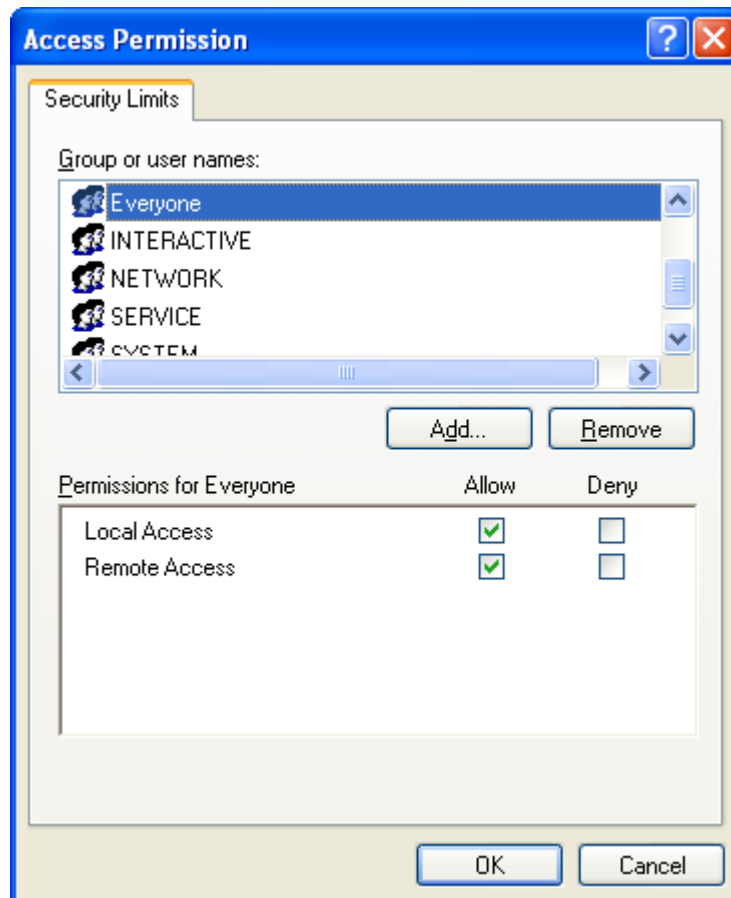 Access Permission
Security Limits
Group or user names:
Everyone
INTERACTIVE
NETWORK
SERVICE
SYSTEM
Add... Remove
Permissions for Everyone Allow Deny
Local Access
Remote Access
OK Cancel